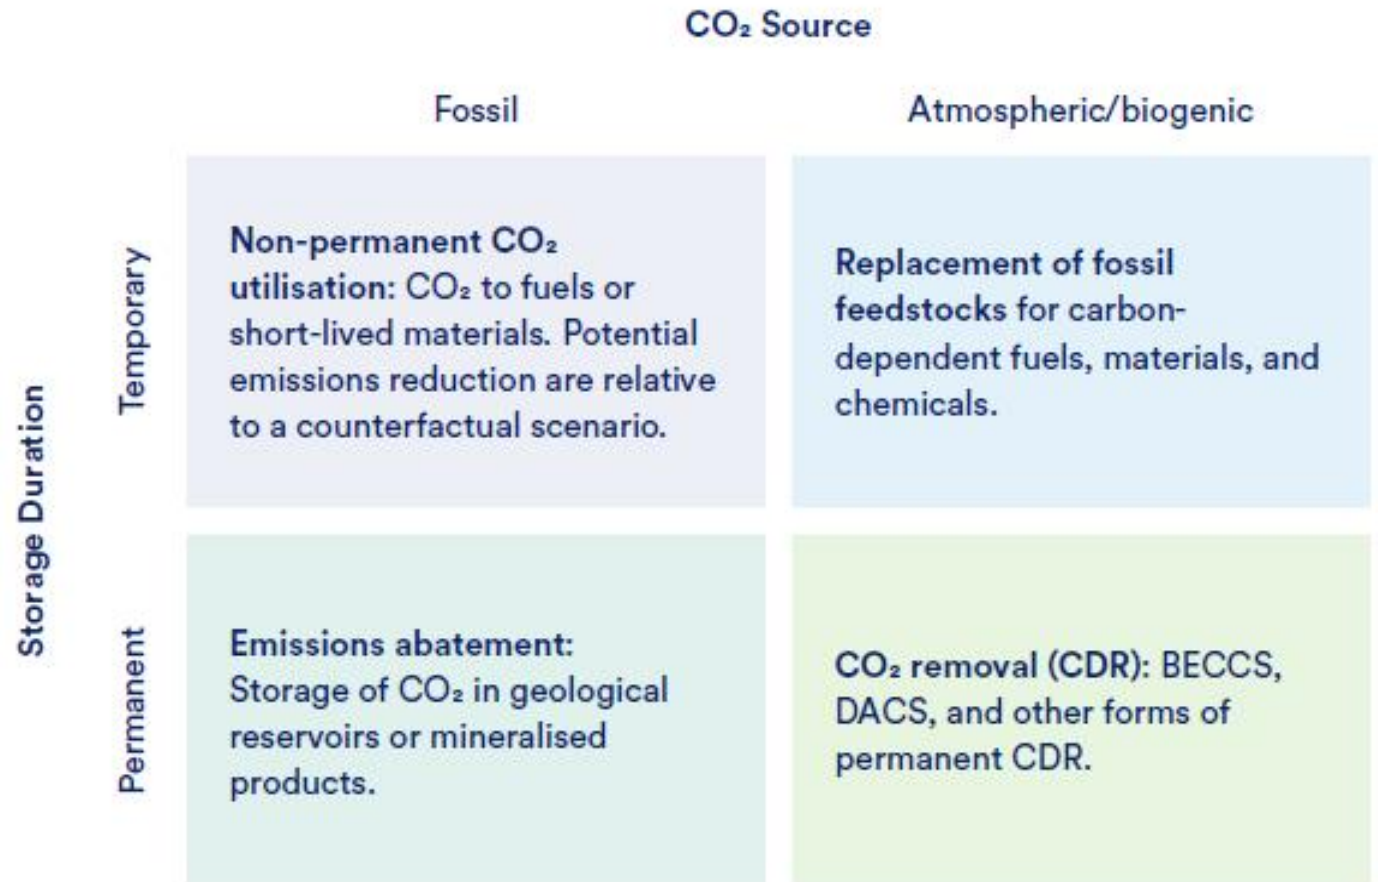 CO₂ Source
Fossil
Atmospheric/biogenic
Storage Duration
Temporary
Non-permanent CO₂
utilisation: CO₂ to fuels or
short-lived materials. Potential
emissions reduction are relative
to a counterfactual scenario.
Replacement of fossil
feedstocks for carbon-
dependent fuels, materials, and
chemicals.
Permanent
Emissions abatement:
Storage of CO₂ in geological
reservoirs or mineralised
products.
CO₂ removal (CDR): BECCS,
DACS, and other forms of
permanent CDR.